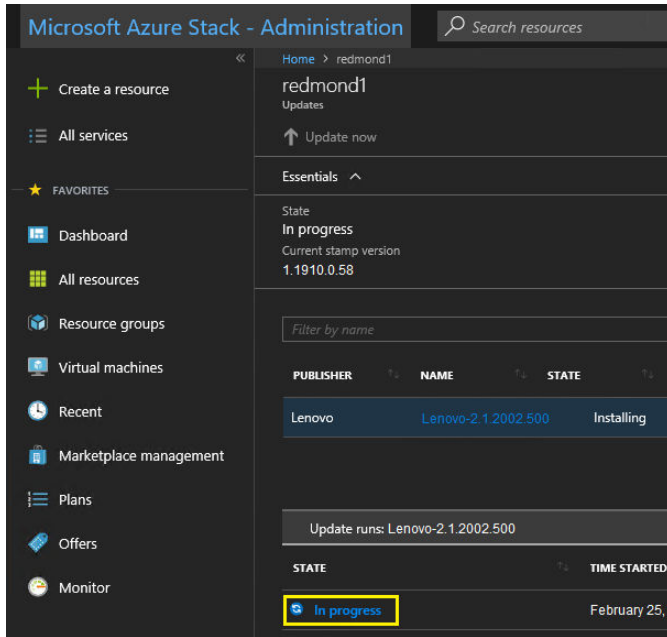 Microsoft Azure Stack - Administration
Search resources
«
Home > redmond1
redmond1
Updates
Update now
Essentials
State
In progress
Current stamp version
1.1910.0.58
Filter by name
PUBLISHER NAME STATE
Lenovo Lenovo-2.1.2002.500 Installing
Update runs: Lenovo-2.1.2002.500
STATE TIME STARTED
In progress February 25,
Create a resource
All services
FAVORITES
Dashboard
All resources
Resource groups
Virtual machines
Recent
Marketplace management
Plans
Offers
Monitor